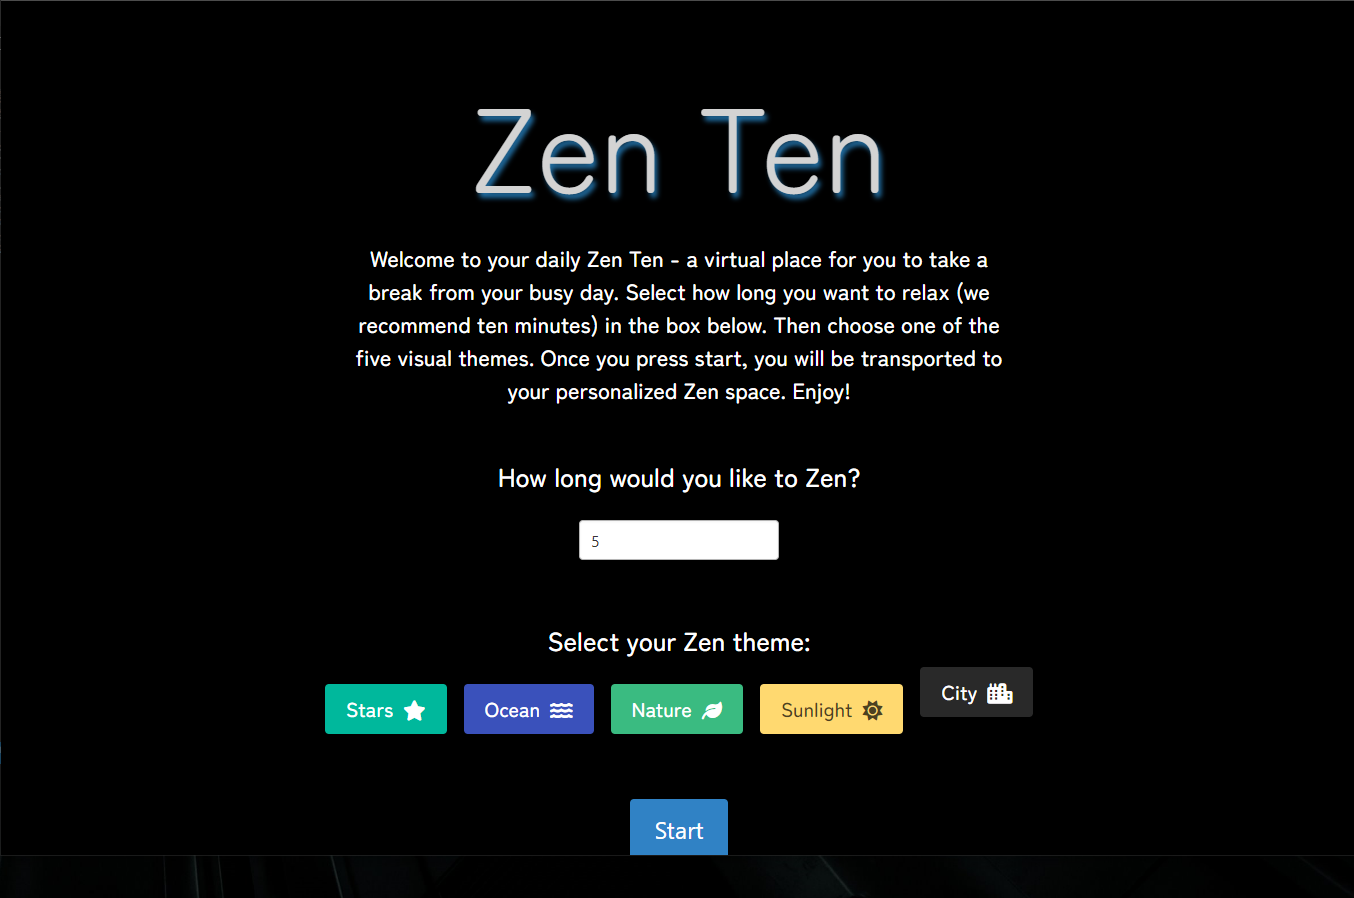 Zen Ten
Welcome to your daily Zen Ten - a virtual place for you to take a
break from your busy day. Select how long you want to relax (we
recommend ten minutes) in the box below. Then choose one of the
five visual themes. Once you press start, you will be transported to
your personalized Zen space. Enjoy!
How long would you like to Zen?
5
Select your Zen theme:
Stars
Ocean
Nature
Sunlight
City
Start